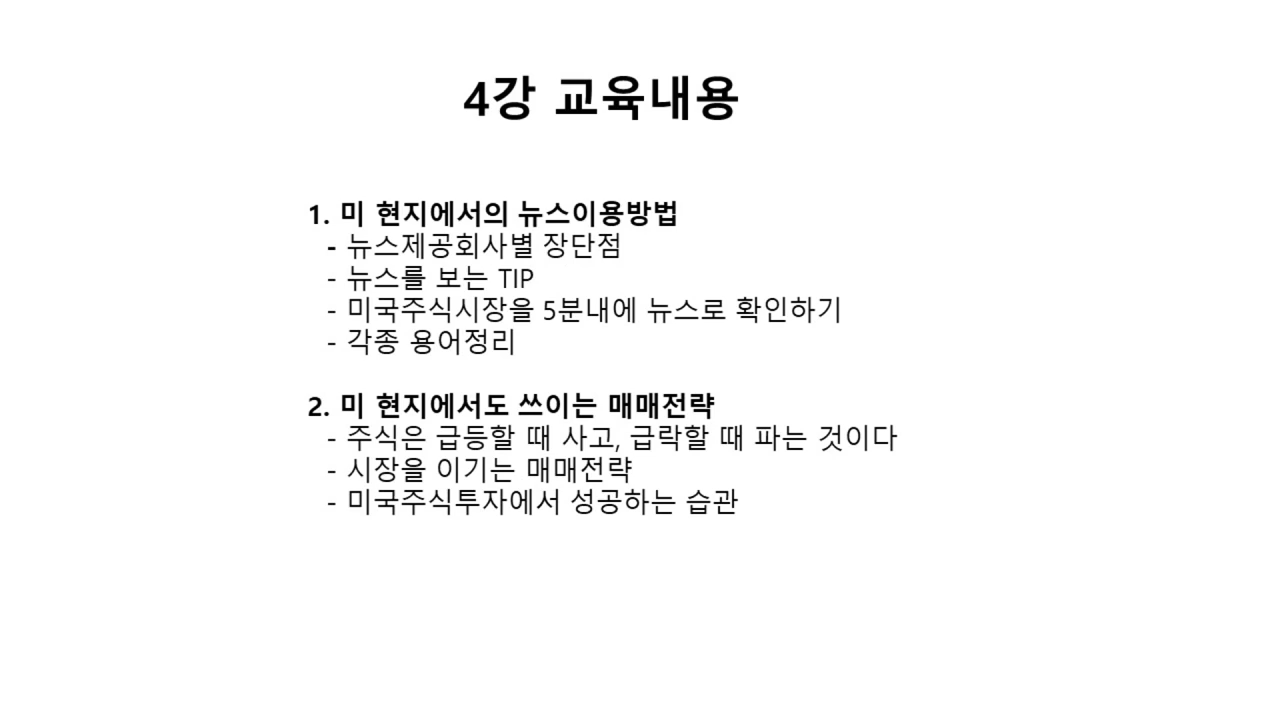 4강 교육내용
1. 미 현지에서의 뉴스이용방법
- 뉴스제공회사별 장단점
- 뉴스를 보는 TIP
- 미국주식시장을 5분내에 뉴스로 확인하기
- 각종 용어정리
2. 미 현지에서도 쓰이는 매매전략
- 주식은 급등할 때 사고, 급락할 때 파는 것이다
- 시장을 이기는 매매전략
- 미국주식투자에서 성공하는 습관